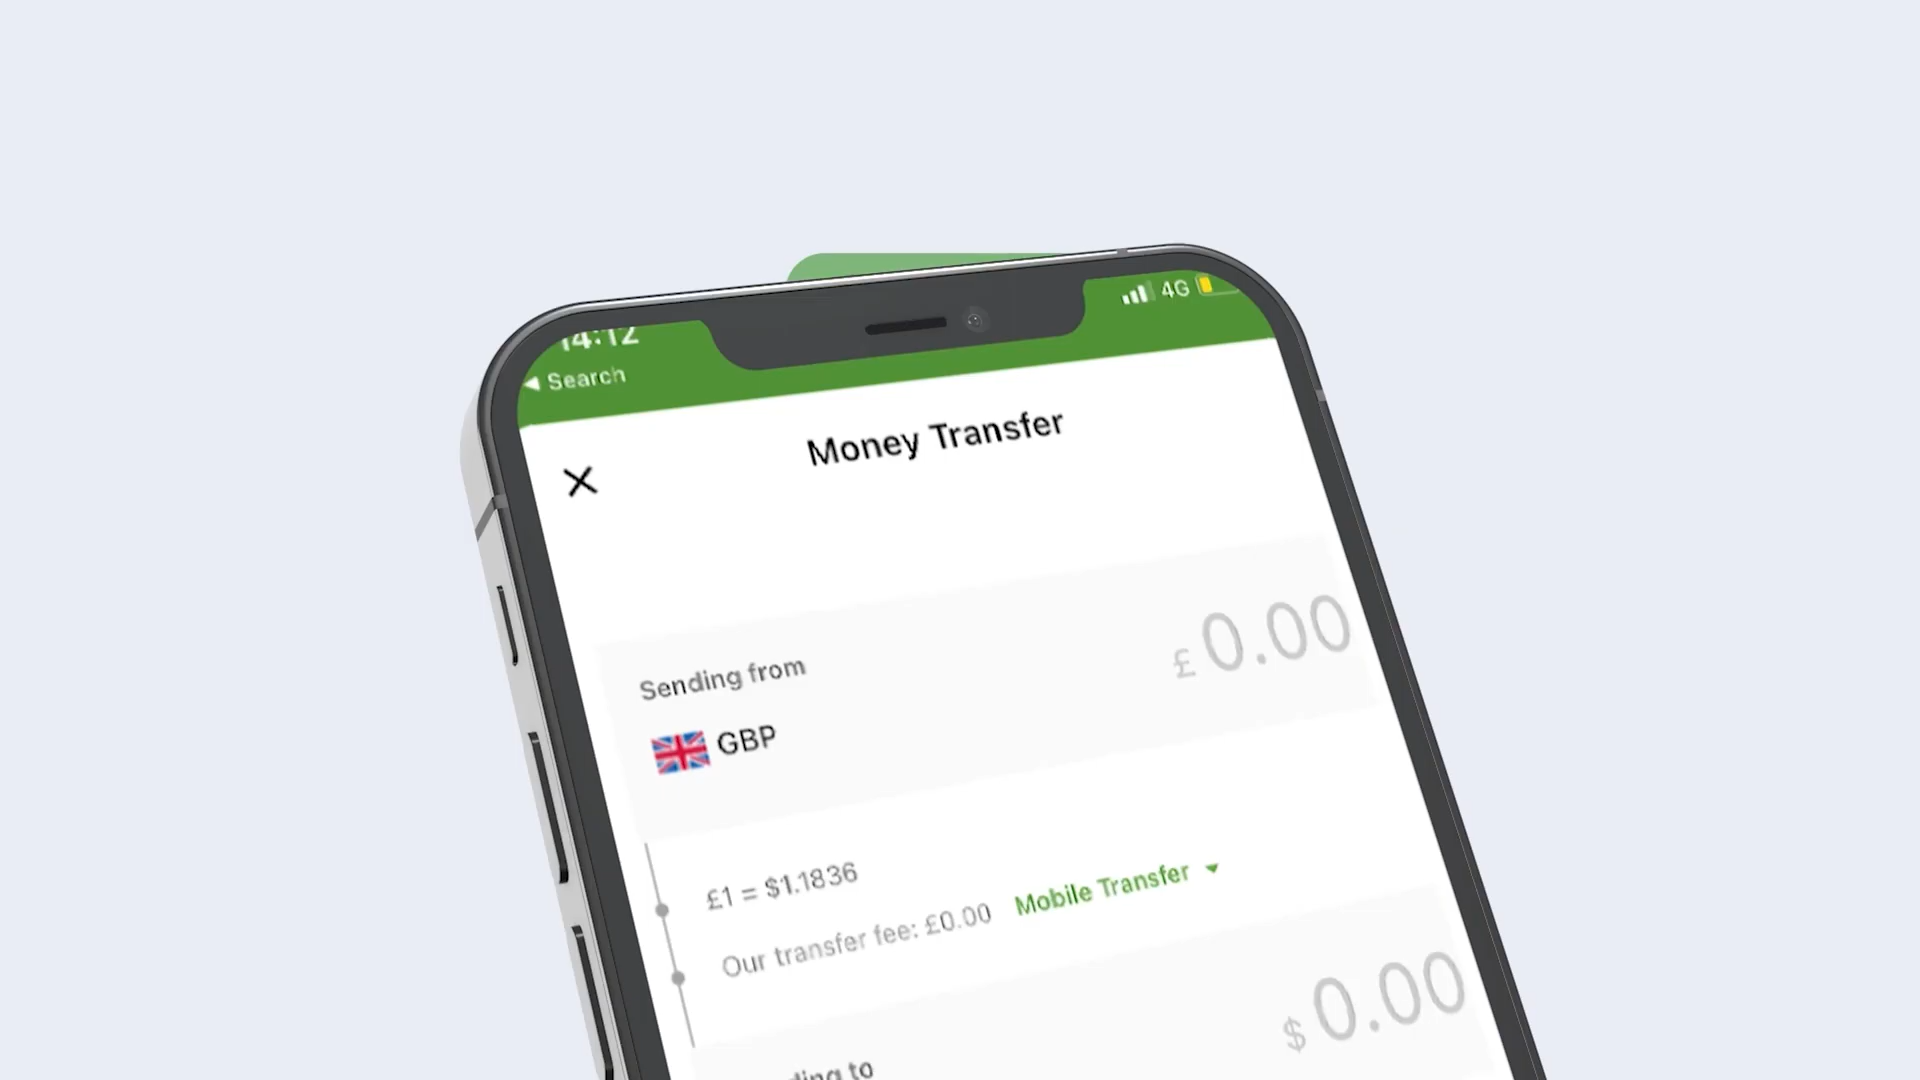 14:12
4G
◀ Search
Money Transfer
Sending from
£0.00
GBP
£1 = $1.1836
Our transfer fee: £0.00 Mobile Transfer ▼
$0.00
to